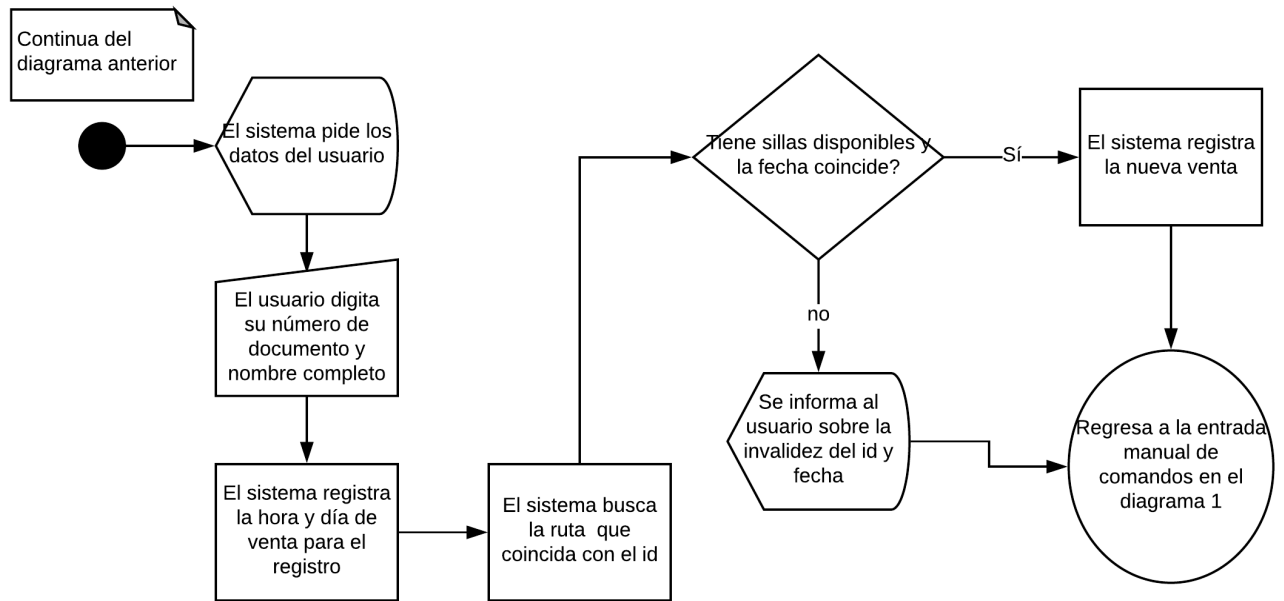 Continua del
diagrama anterior
El sistema pide los
datos del usuario
El usuario digita
su número de
documento y
nombre completo
El sistema registra
la hora y día de
venta para el
registro
El sistema busca
la ruta que
coincida con el id
Tiene sillas disponibles y
la fecha coincide?
Sí
El sistema registra
la nueva venta
no
Se informa al
usuario sobre la
invalidez del id y
fecha
Regresa a la entrada
manual de
comandos en el
diagrama 1